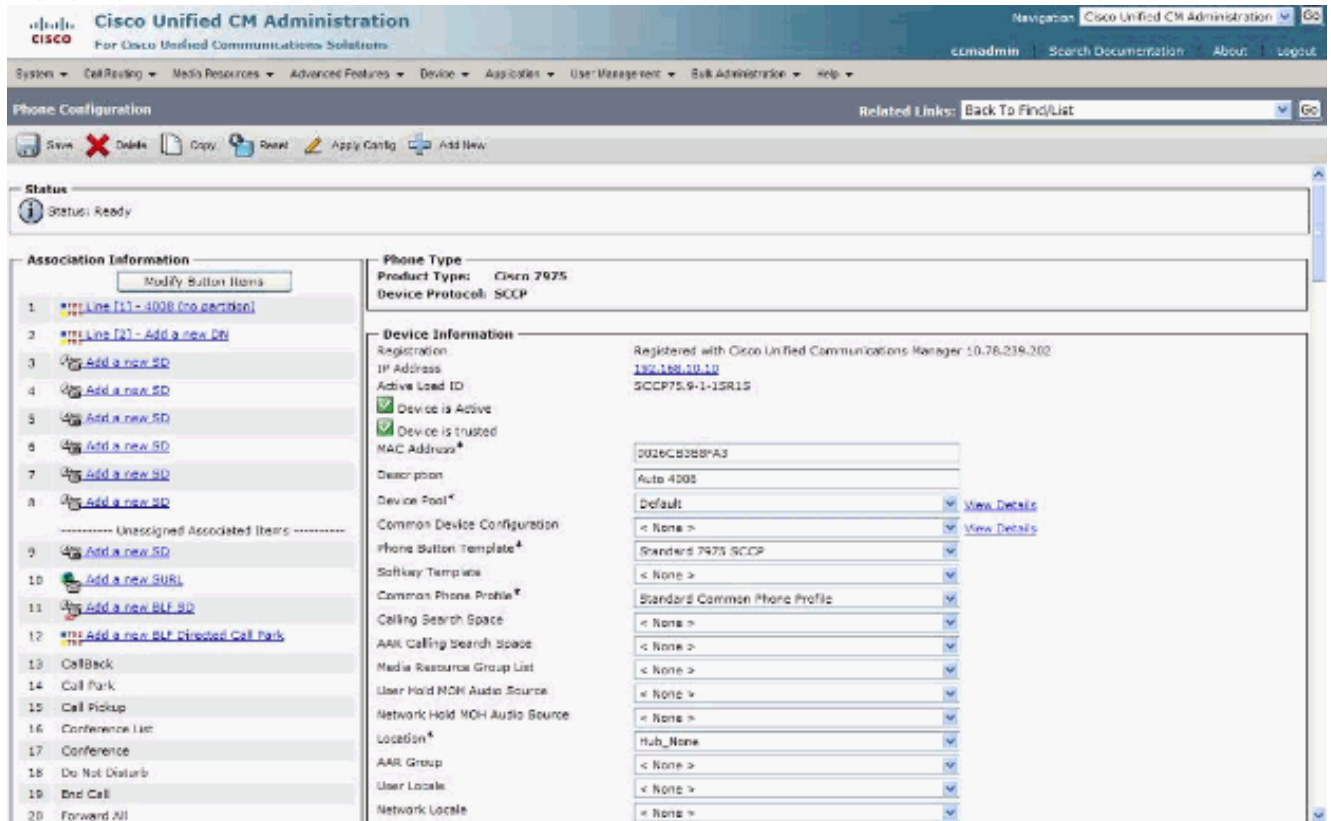 Cisco Unified CM Administration
CISCO For Cisco Unified Communications Solutions
Navigation Cisco Unified CM Administration Go
ccmadmin Search Documentation About Logout
System Call Routing Media Resources Advanced Features Device Application User Management Bulk Administration Help
Phone Configuration
Related Links: Back To Find/List Go
Save Delete Copy Reset Apply Config Add New
Status
Status: Ready
Association Information
Modify Button Items
1 Line [1] - 4008 (no partition)
2 Line [2] - Add a new DN
3 Add a new SD
4 Add a new SD
5 Add a new SD
6 Add a new SD
7 Add a new SD
8 Add a new SD
---------- Unassigned Associated Items ----------
9 Add a new SD
10 Add a new SURL
11 Add a new BLF SD
12 Add a new BLF Directed Call Park
13 CallBack
14 Call Park
15 Call Pickup
16 Conference List
17 Conference
18 Do Not Disturb
19 End Call
20 Forward All
Phone Type
Product Type: Cisco 7975
Device Protocol: SCCP
Device Information
Registration Registered with Cisco Unified Communications Manager 10.78.239.202
IP Address 192.168.10.10
Active Load ID SCCP75.9-1-1SR1S
Device is Active
Device is trusted
MAC Address*
Description Auto 4008
Device Pool* Default View Details
Common Device Configuration < None > View Details
Phone Button Template* Standard 7975 SCCP
Softkey Template < None >
Common Phone Profile* Standard Common Phone Profile
Calling Search Space < None >
AAR Calling Search Space < None >
Media Resource Group List < None >
User Hold MOH Audio Source < None >
Network Hold MOH Audio Source < None >
Location* Hub_None
AAR Group < None >
User Locale < None >
Network Locale < None >